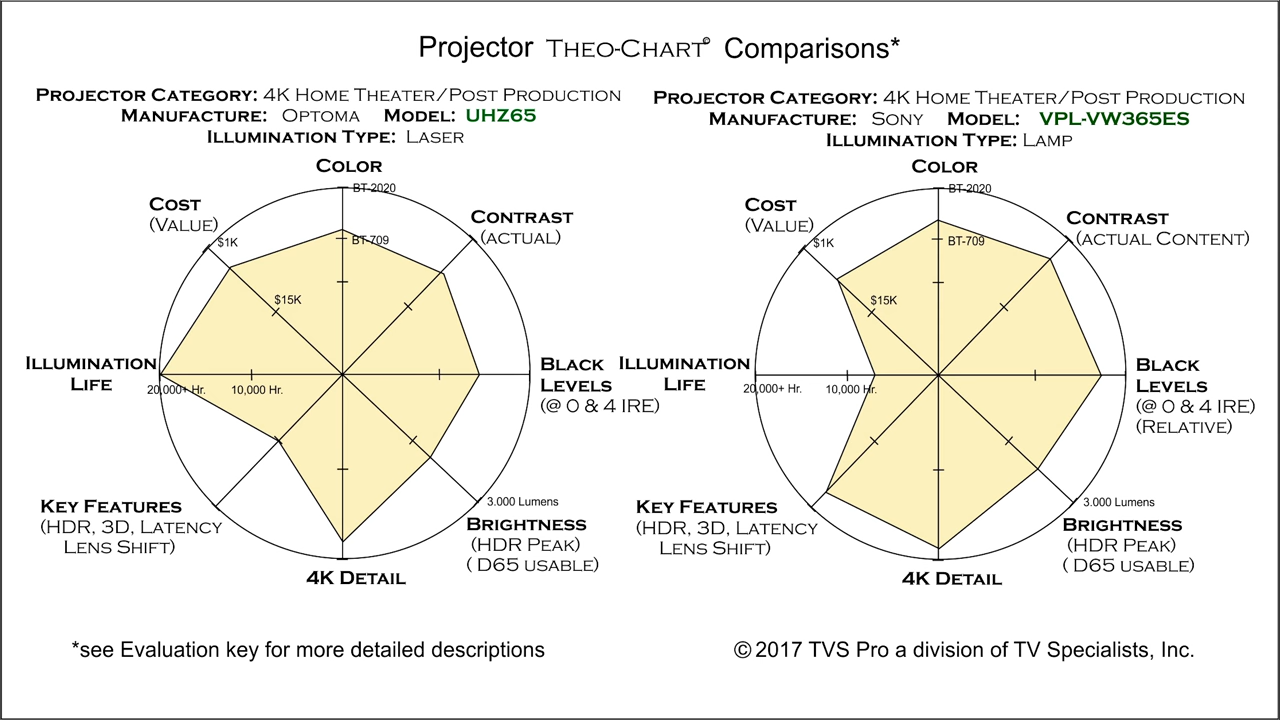 Projector THEO-CHART© Comparisons*
PROJECTOR CATEGORY: 4K HOME THEATER/POST PRODUCTION
MANUFACTURE: OPTOMA MODEL: UHZ65
ILLUMINATION TYPE: LASER
COLOR
BT-2020
COST
(VALUE)
$1K
CONTRAST
(ACTUAL)
BT-709
$15K
ILLUMINATION
LIFE
20,000+ Hr.
10,000 Hr.
BLACK
LEVELS
(@ 0 & 4 IRE)
KEY FEATURES
(HDR, 3D, LATENCY
LENS SHIFT)
3.000 Lumens
BRIGHTNESS
(HDR PEAK)
( D65 USABLE)
4K DETAIL
PROJECTOR CATEGORY: 4K HOME THEATER/POST PRODUCTION
MANUFACTURE: SONY MODEL: VPL-VW365ES
ILLUMINATION TYPE: LAMP
COLOR
BT-2020
COST
(VALUE)
$1K
CONTRAST
(ACTUAL CONTENT)
BT-709
$15K
ILLUMINATION
LIFE
20,000+ Hr.
10,000 Hr.
BLACK
LEVELS
(@ 0 & 4 IRE)
(RELATIVE)
KEY FEATURES
(HDR, 3D, LATENCY
LENS SHIFT)
3.000 Lumens
BRIGHTNESS
(HDR PEAK)
( D65 USABLE)
4K DETAIL
*see Evaluation key for more detailed descriptions
© 2017 TVS Pro a division of TV Specialists, Inc.